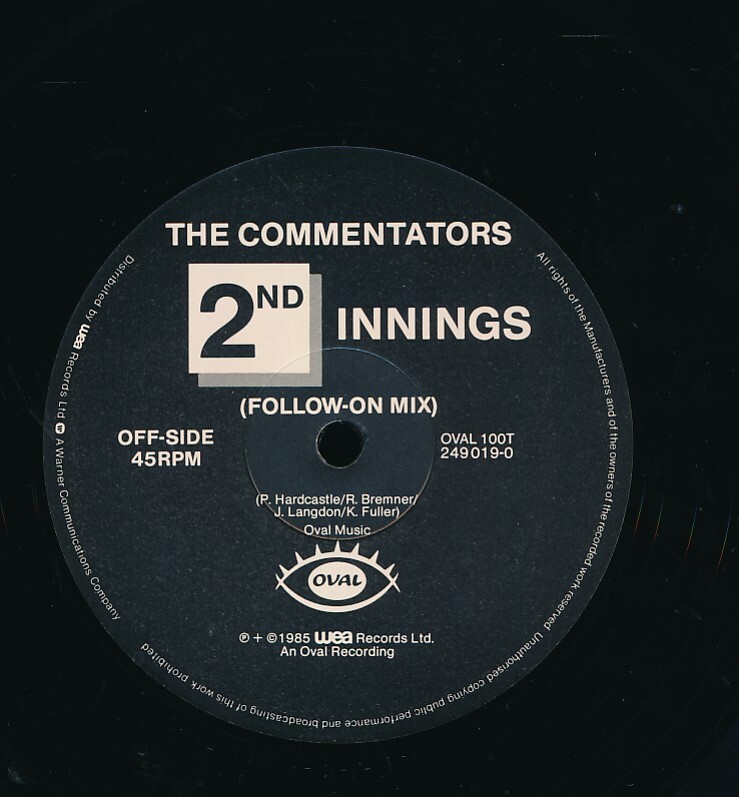 THE COMMENTATORS
2ND INNINGS
(FOLLOW-ON MIX)
OFF-SIDE
45RPM
OVAL 100T
249 019-0
(P. Hardcastle/R. Bremner/
J. Langdon/K. Fuller)
Oval Music
OVAL
℗ + ©1985 wea Records Ltd.
An Oval Recording
Distributed by wea Records Ltd. A Warner Communications Company
All rights of the Manufacturers and of the owners of the recorded work reserved Unauthorised copying public performance and broadcasting of this work prohibited